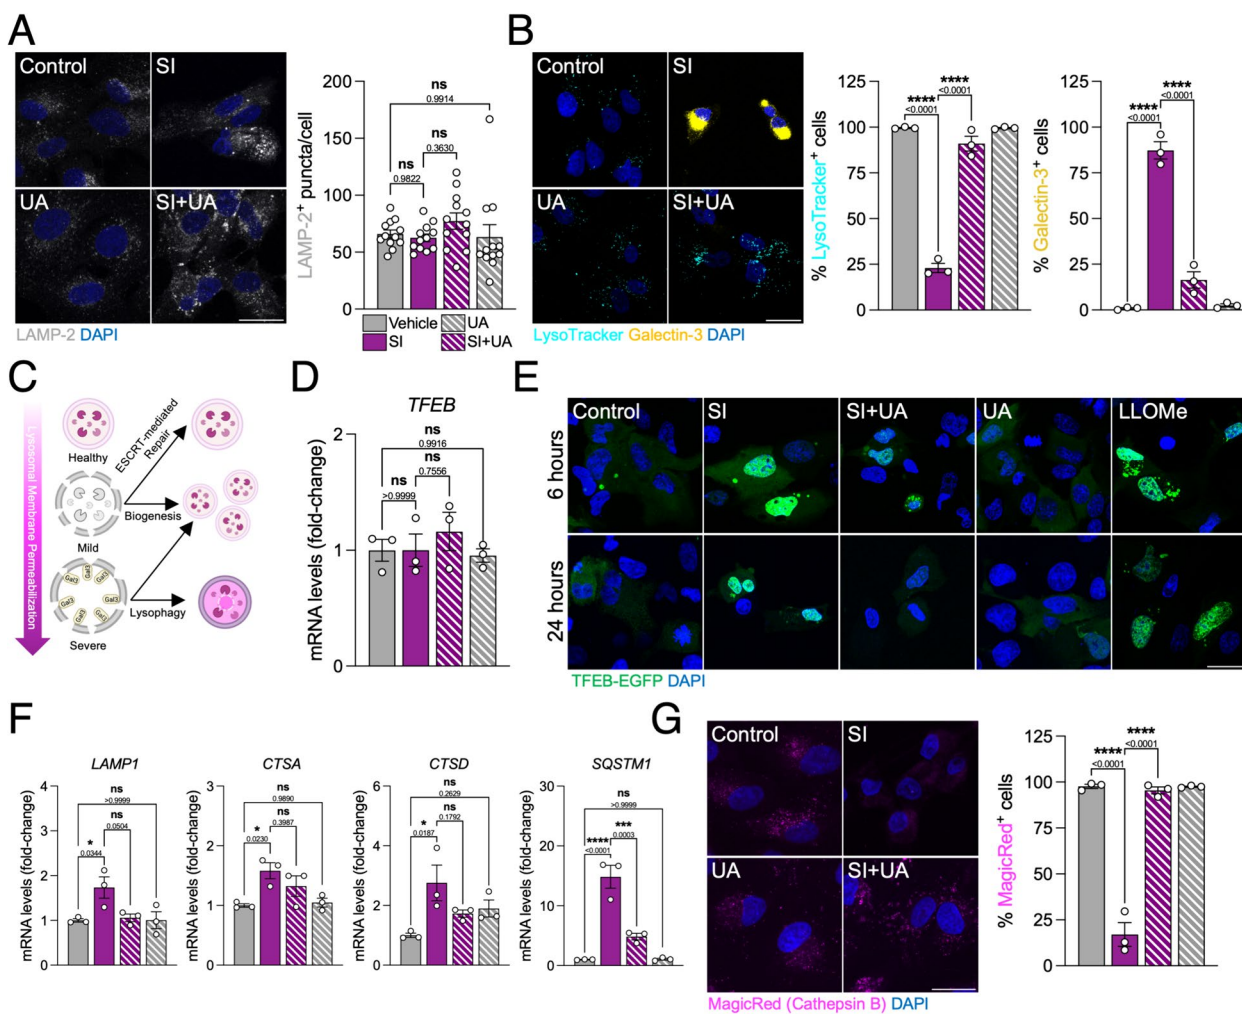 A
Control
SI
UA
SI+UA
LAMP-2 DAPI
LAMP-2+ puncta/cell
200
150
100
50
0
ns
0.9914
ns
0.3630
ns
0.9822
Vehicle
UA
SI
SI+UA
B
Control
SI
UA
SI+UA
LysoTracker Galectin-3 DAPI
% LysoTracker+ cells
125
100
75
50
25
0
****
<0.0001
****
<0.0001
% Galectin-3+ cells
125
100
75
50
25
0
****
<0.0001
****
<0.0001
C
Lysosomal Membrane Permeabilization
Healthy
ESCRT-mediated
Repair
Biogenesis
Mild
Gal3
Gal3
Gal3
Gal3
Gal3
Gal3
Gal3
Lysophagy
Severe
D
TFEB
mRNA levels (fold-change)
2
1
0
ns
0.9916
ns
0.7556
ns
>0.9999
E
Control
SI
SI+UA
UA
LLOMe
6 hours
24 hours
TFEB-EGFP DAPI
F
LAMP1
mRNA levels (fold-change)
4
3
2
1
0
ns
>0.9999
ns
0.0504
*
0.0344
CTSA
mRNA levels (fold-change)
3
2
1
0
ns
0.9890
ns
0.3987
*
0.0230
CTSD
mRNA levels (fold-change)
6
4
2
0
ns
0.2629
ns
0.1792
*
0.0187
SQSTM1
mRNA levels (fold-change)
30
20
10
0
ns
>0.9999
***
0.0003
****
<0.0001
G
Control
SI
UA
SI+UA
MagicRed (Cathepsin B) DAPI
% MagicRed+ cells
125
100
75
50
25
0
****
<0.0001
****
<0.0001